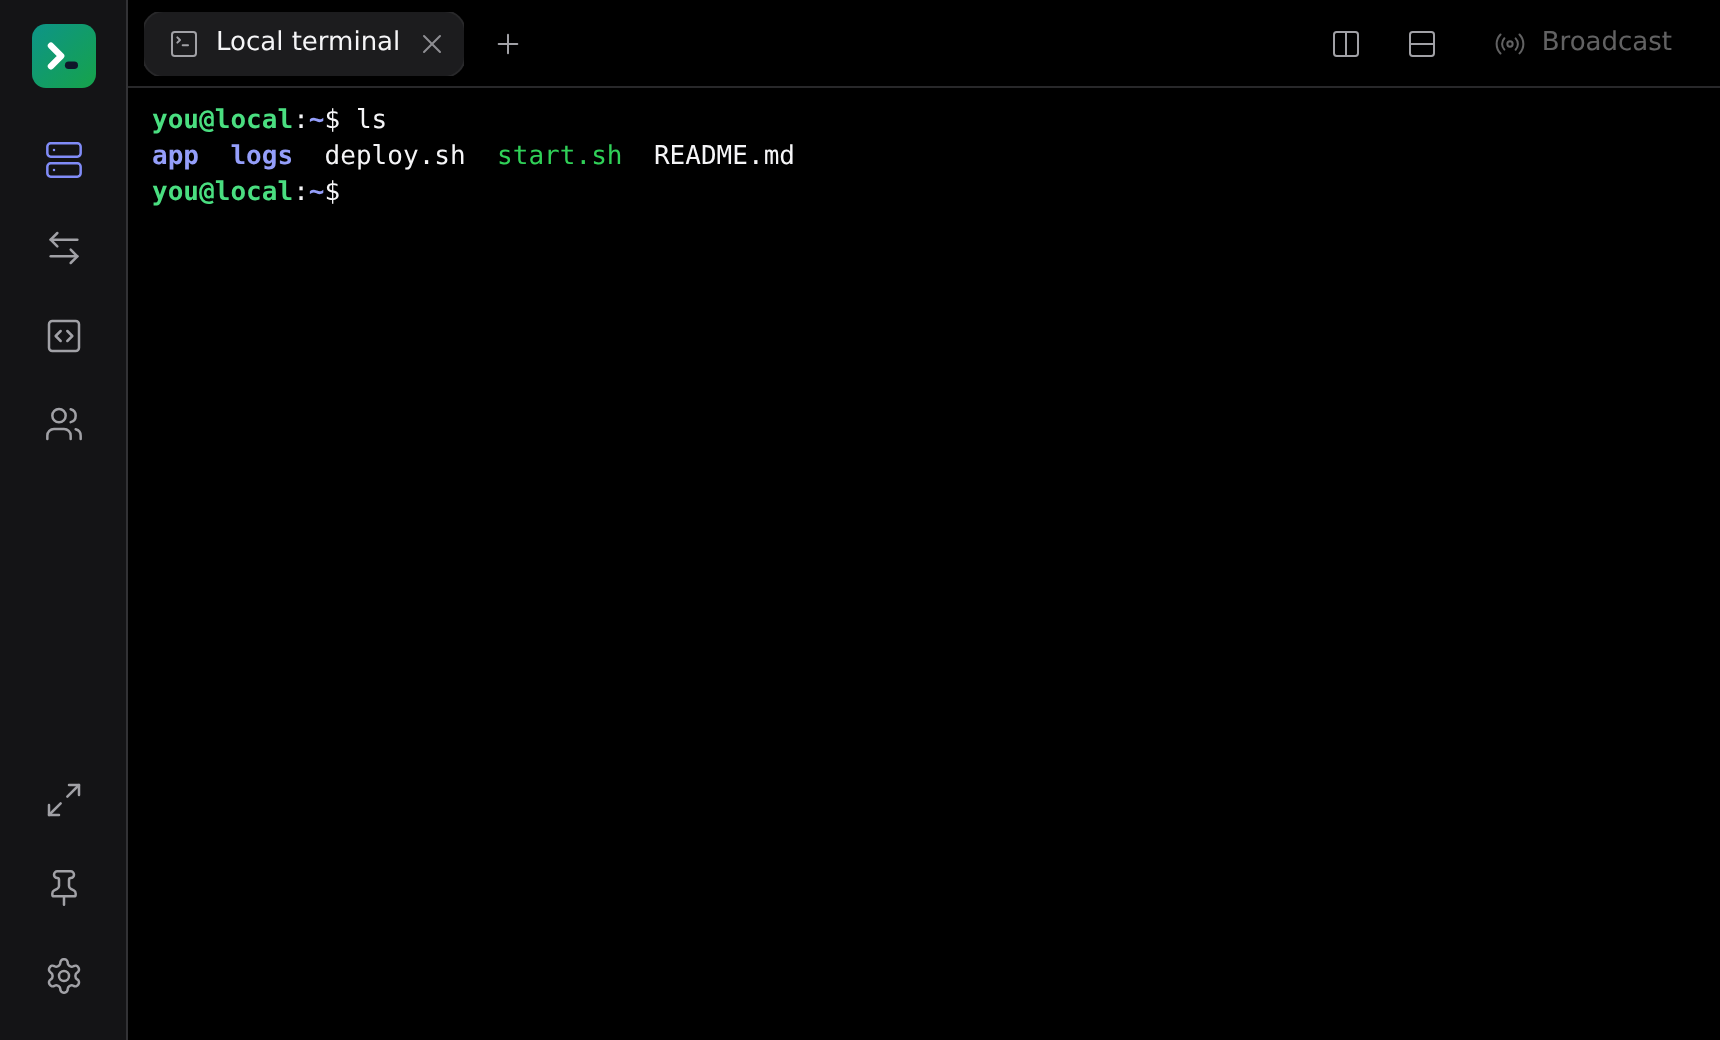 Local terminal
Broadcast
you@local:~$ ls
app  logs  deploy.sh  start.sh  README.md
you@local:~$